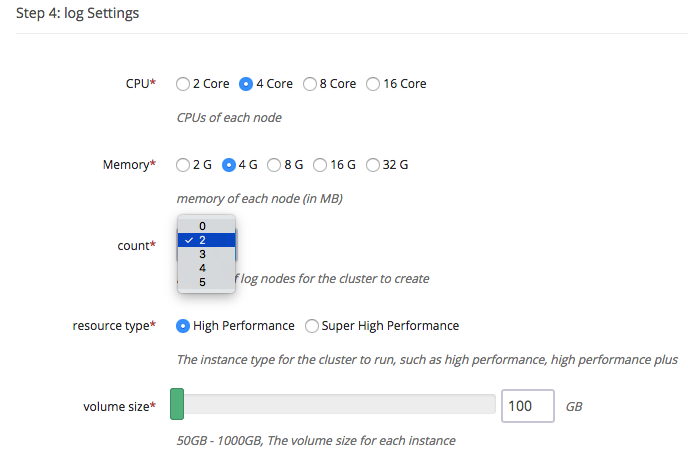 Step 4: log Settings
CPU* 2 Core 4 Core 8 Core 16 Core
CPUs of each node
Memory* 2 G 4 G 8 G 16 G 32 G
memory of each node (in MB)
0
count* ✓ 2
3
4
log nodes for the cluster to create
5
resource type* High Performance Super High Performance
The instance type for the cluster to run, such as high performance, high performance plus
volume size* 100 GB
50GB - 1000GB, The volume size for each instance